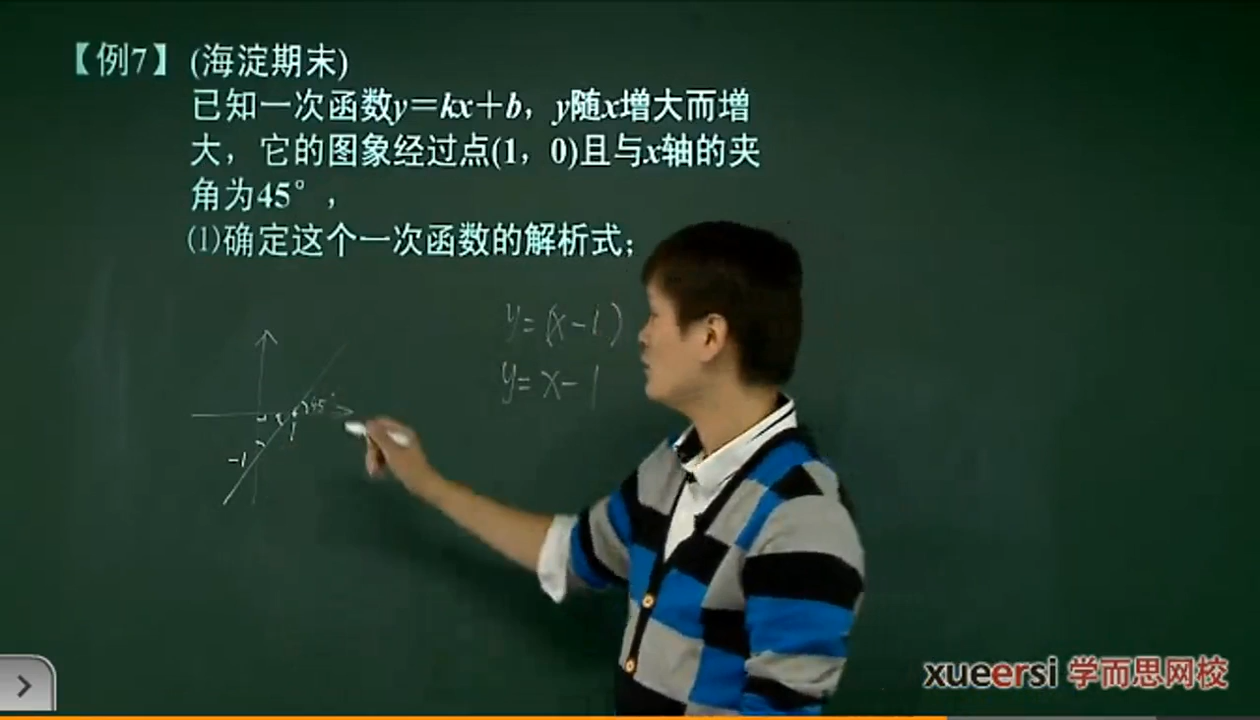 【例7】(海淀期末)
已知一次函数y=kx+b，y随x增大而增
大，它的图象经过点(1，0)且与x轴的夹
角为45°，
(1)确定这个一次函数的解析式；
y=(x-1)
y=x-1
45°
1
-1
xueersi 学而思网校